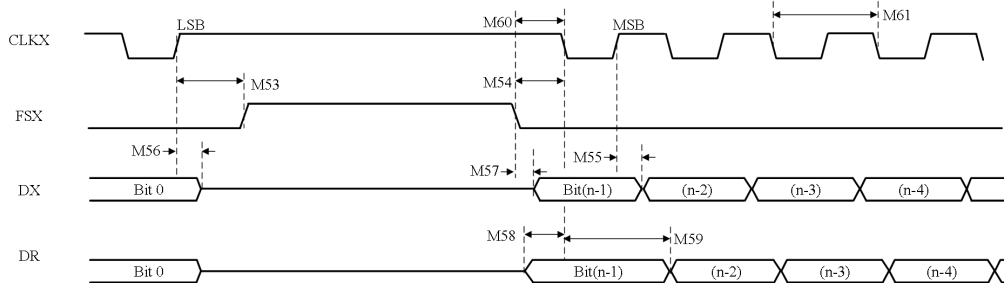 LSB M60 MSB M61
CLKX
M53 M54
FSX
M56 M57 M55
DX Bit 0 Bit(n-1) (n-2) (n-3) (n-4)
M58 M59
DR Bit 0 Bit(n-1) (n-2) (n-3) (n-4)